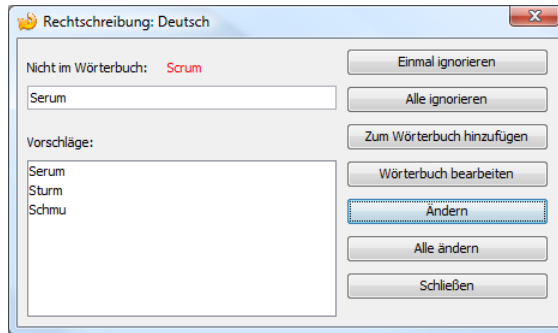 Rechtschreibung: Deutsch
Nicht im Wörterbuch: Scrum
Serum
Vorschläge:
Serum
Sturm
Schmu
Einmal ignorieren
Alle ignorieren
Zum Wörterbuch hinzufügen
Wörterbuch bearbeiten
Ändern
Alle ändern
Schließen